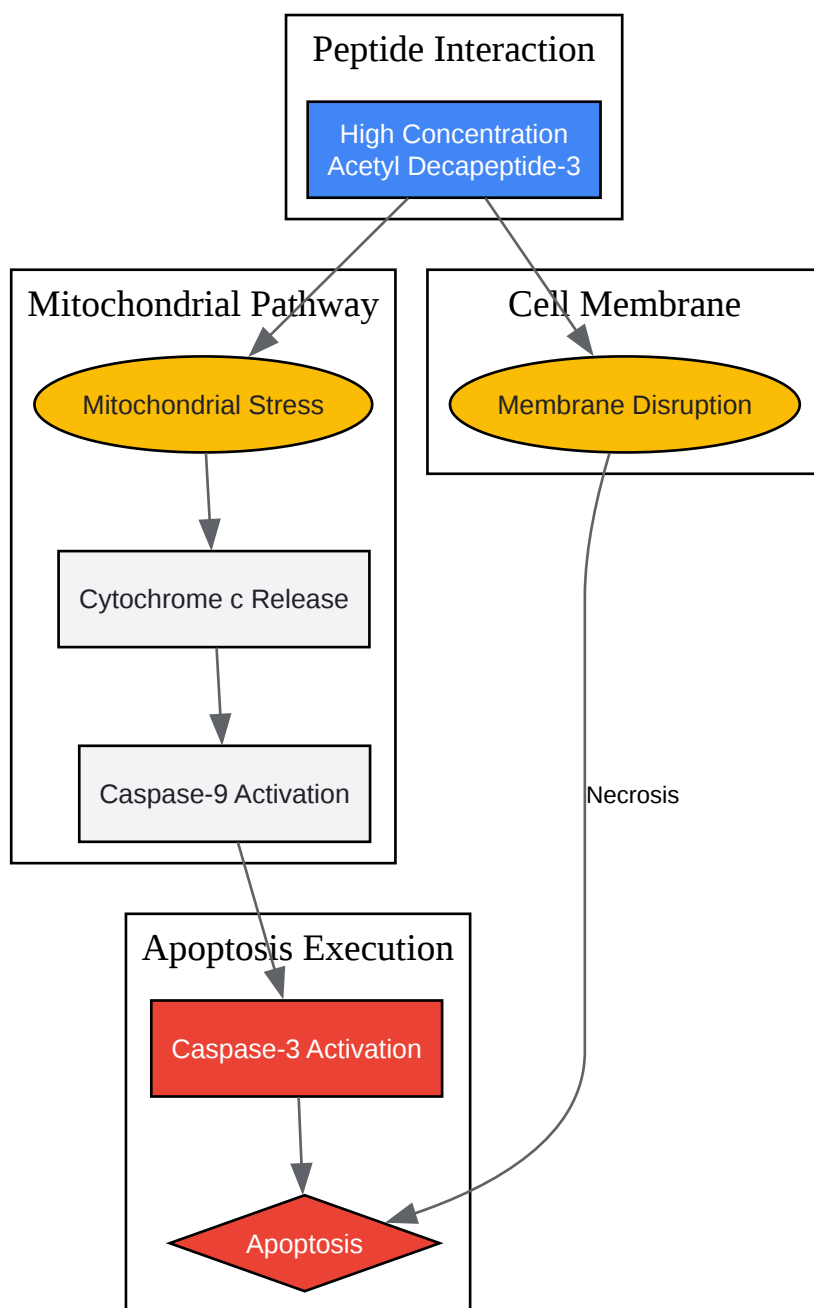 Peptide Interaction
High Concentration
Acetyl Decapeptide-3
Mitochondrial Pathway
Cell Membrane
Mitochondrial Stress
Membrane Disruption
Cytochrome c Release
Caspase-9 Activation
Necrosis
Apoptosis Execution
Caspase-3 Activation
Apoptosis